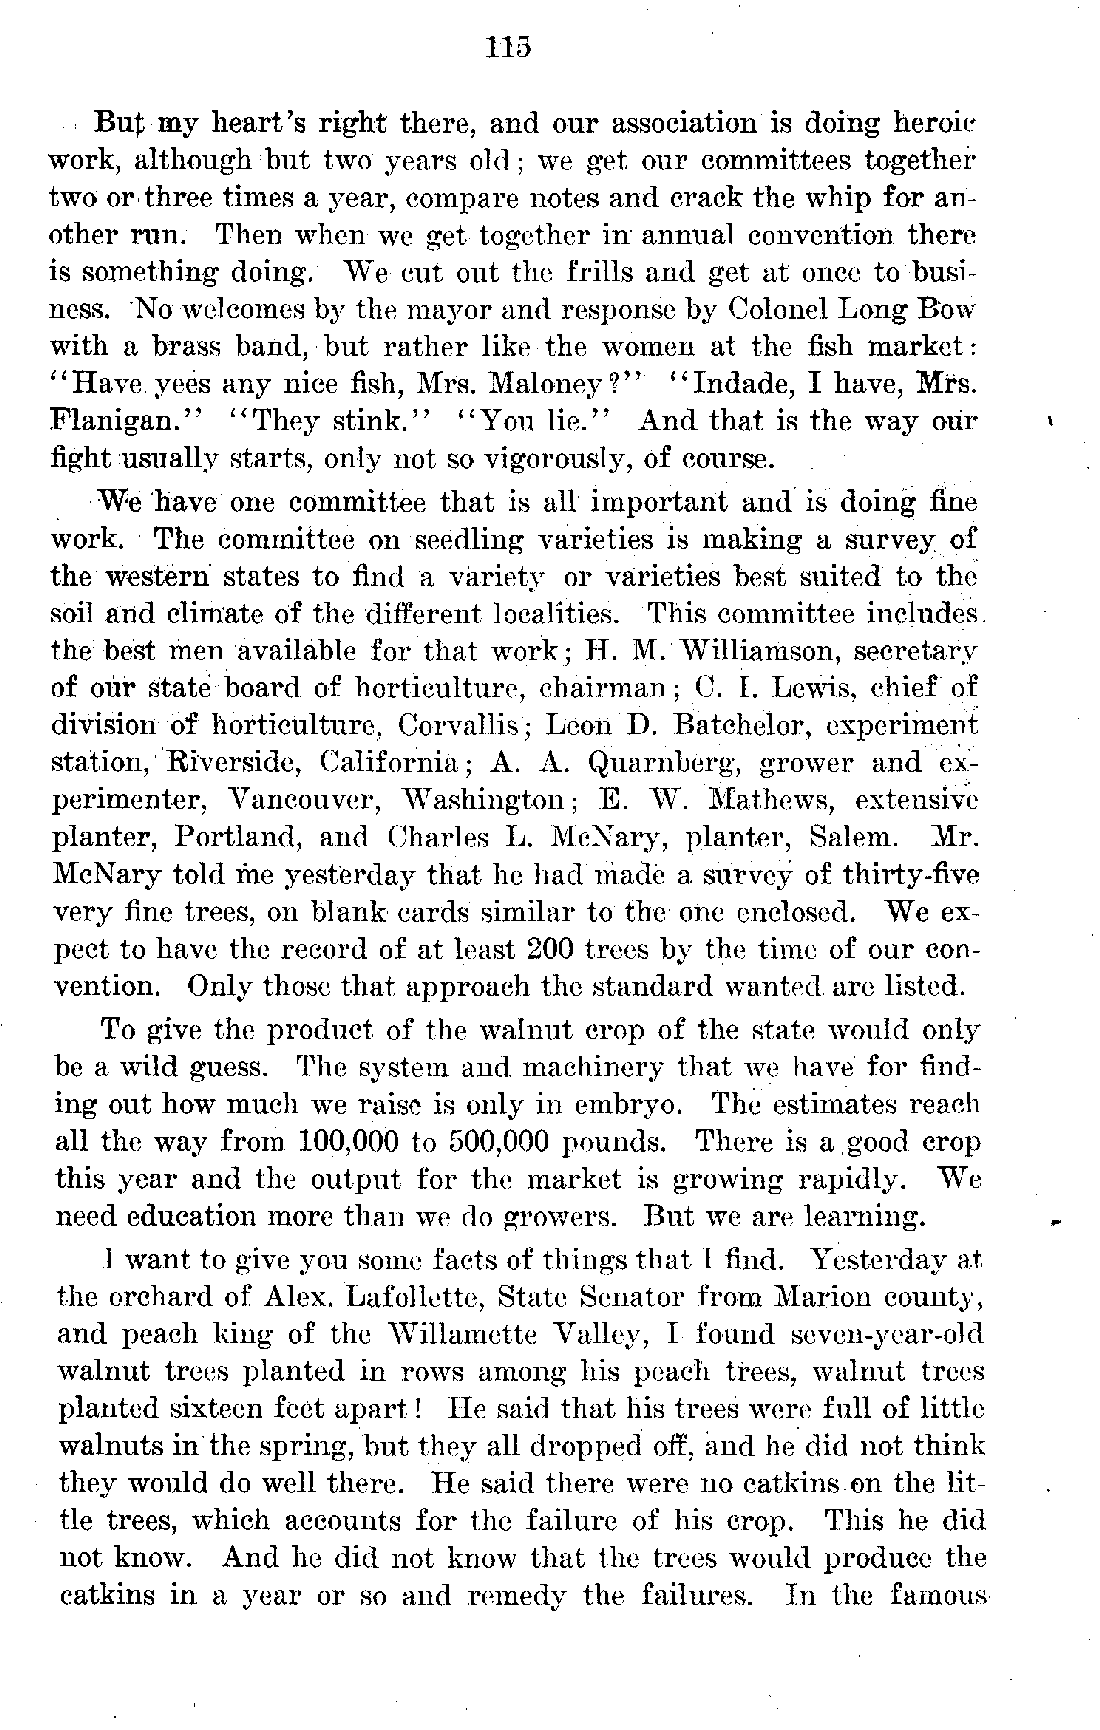 115
But my heart's right there, and our association is doing heroic
work, although but two years old; we get our committees together
two or three times a year, compare notes and crack the whip for an-
other run. Then when we get together in annual convention there
is something doing. We cut out the frills and get at once to busi-
ness. No welcomes by the mayor and response by Colonel Long Bow
with a brass band, but rather like the women at the fish market:
"Have yees any nice fish, Mrs. Maloney?" "Indade, I have, Mrs.
Flanigan." "They stink." "You lie." And that is the way our
fight usually starts, only not so vigorously, of course.
We have one committee that is all important and is doing fine
work. The committee on seedling varieties is making a survey of
the western states to find a variety or varieties best suited to the
soil and climate of the different localities. This committee includes
the best men available for that work; H. M. Williamson, secretary
of our state board of horticulture, chairman; C. I. Lewis, chief of
division of horticulture, Corvallis; Leon D. Batchelor, experiment
station, Riverside, California; A. A. Quarnberg, grower and ex-
perimenter, Vancouver, Washington; E. W. Mathews, extensive
planter, Portland, and Charles L. McNary, planter, Salem. Mr.
McNary told me yesterday that he had made a survey of thirty-five
very fine trees, on blank cards similar to the one enclosed. We ex-
pect to have the record of at least 200 trees by the time of our con-
vention. Only those that approach the standard wanted are listed.
To give the product of the walnut crop of the state would only
be a wild guess. The system and machinery that we have for find-
ing out how much we raise is only in embryo. The estimates reach
all the way from 100,000 to 500,000 pounds. There is a good crop
this year and the output for the market is growing rapidly. We
need education more than we do growers. But we are learning.
I want to give you some facts of things that I find. Yesterday at
the orchard of Alex. Lafollette, State Senator from Marion county,
and peach king of the Willamette Valley, I found seven-year-old
walnut trees planted in rows among his peach trees, walnut trees
planted sixteen feet apart! He said that his trees were full of little
walnuts in the spring, but they all dropped off, and he did not think
they would do well there. He said there were no catkins on the lit-
tle trees, which accounts for the failure of his crop. This he did
not know. And he did not know that the trees would produce the
catkins in a year or so and remedy the failures. In the famous